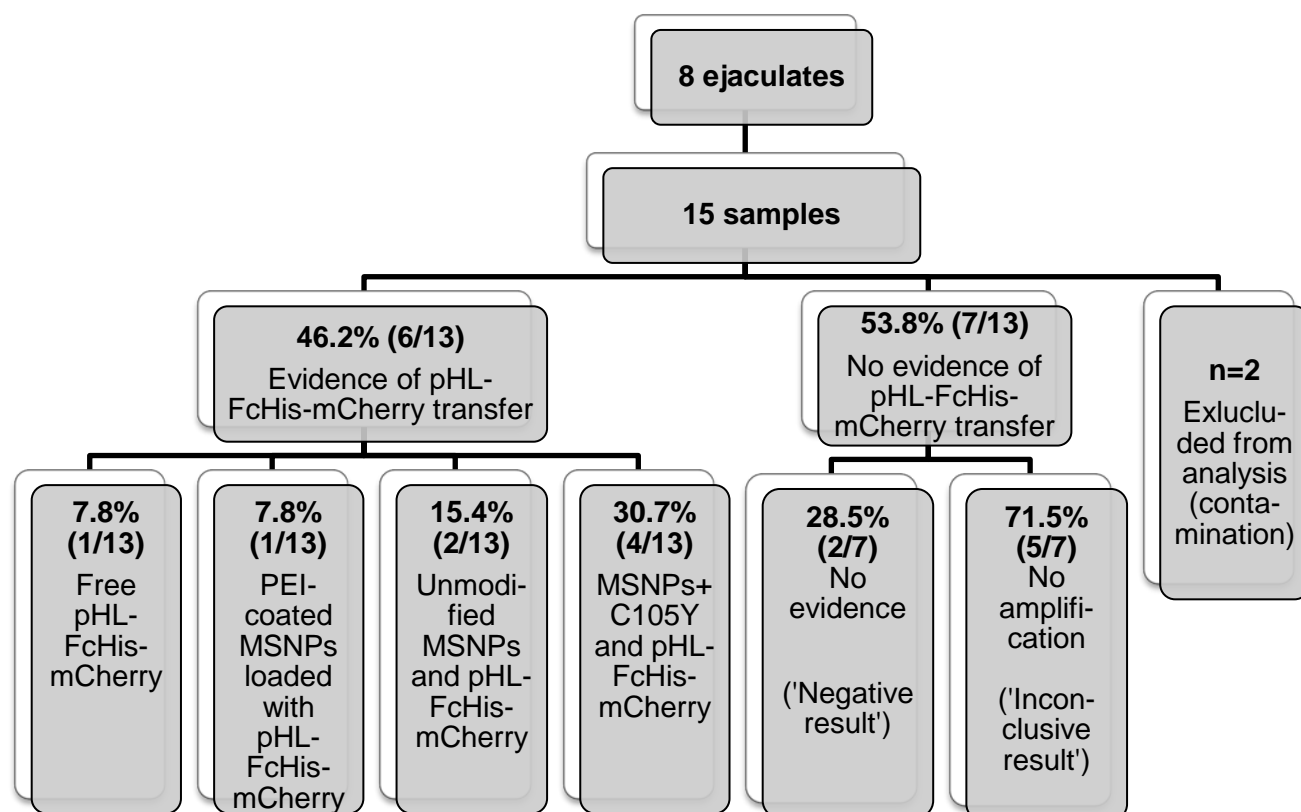 8 ejaculates
15 samples
46.2% (6/13)
Evidence of pHL-
FcHis-mCherry transfer
53.8% (7/13)
No evidence of
pHL-FcHis-
mCherry transfer
n=2
Exluclu-
ded from
analysis
(conta-
mination)
7.8%
(1/13)
Free
pHL-
FcHis-
mCherry
7.8%
(1/13)
PEI-
coated
MSNPs
loaded
with
pHL-
FcHis-
mCherry
15.4%
(2/13)
Unmodi-
fied
MSNPs
and pHL-
FcHis-
mCherry
30.7%
(4/13)
MSNPs+
C105Y
and pHL-
FcHis-
mCherry
28.5%
(2/7)
No
evidence
('Negative
result')
71.5%
(5/7)
No
amplifi-
cation
('Incon-
clusive
result')